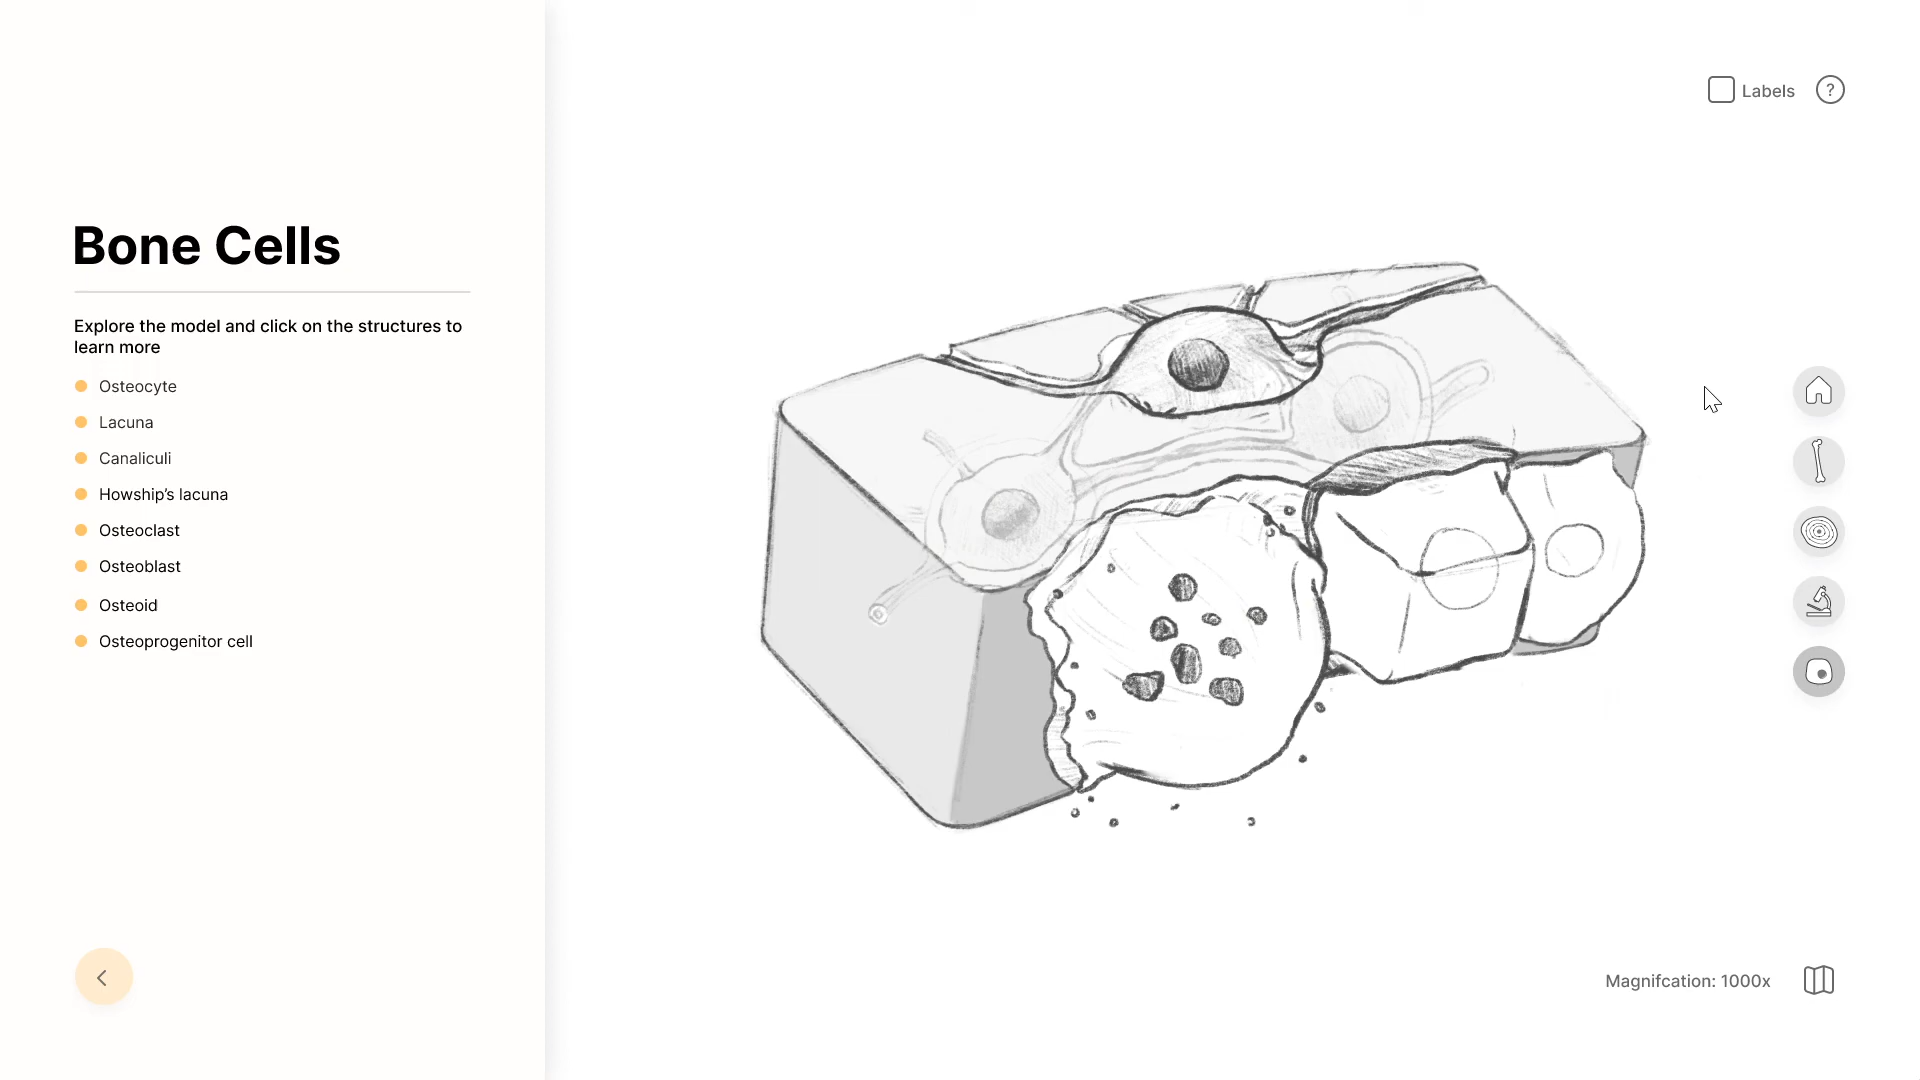 Labels
?
Bone Cells
Explore the model and click on the structures to
learn more
Osteocyte
Lacuna
Canaliculi
Howship’s lacuna
Osteoclast
Osteoblast
Osteoid
Osteoprogenitor cell
Magnifcation: 1000x